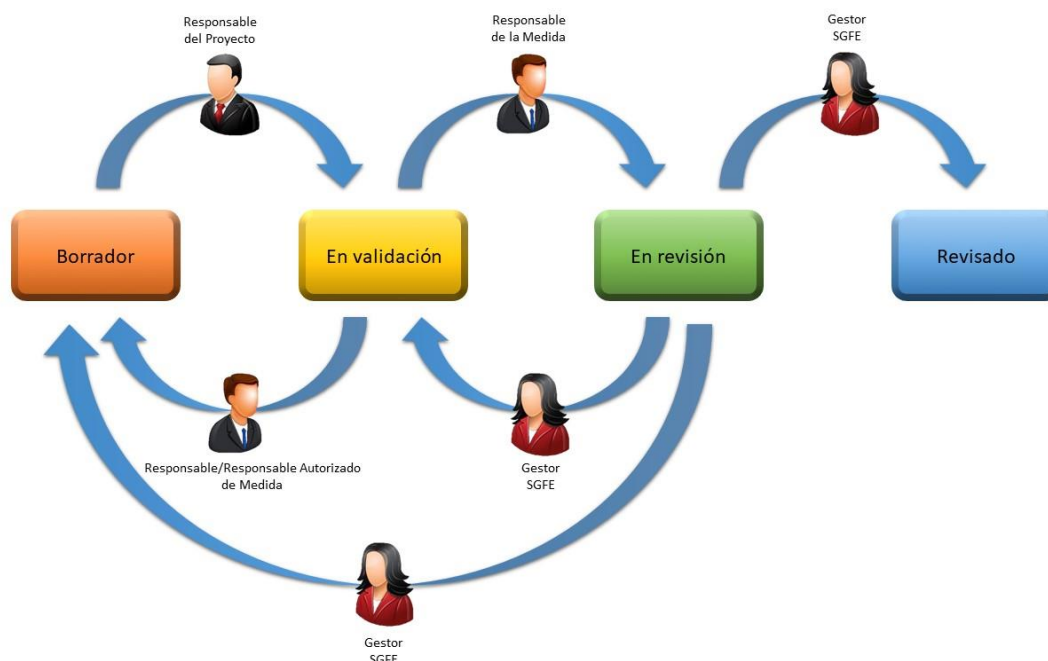 Responsable
del Proyecto
Responsable
de la Medida
Gestor
SGFE
Borrador
En validación
En revisión
Revisado
Responsable/Responsable Autorizado
de Medida
Gestor
SGFE
Gestor
SGFE